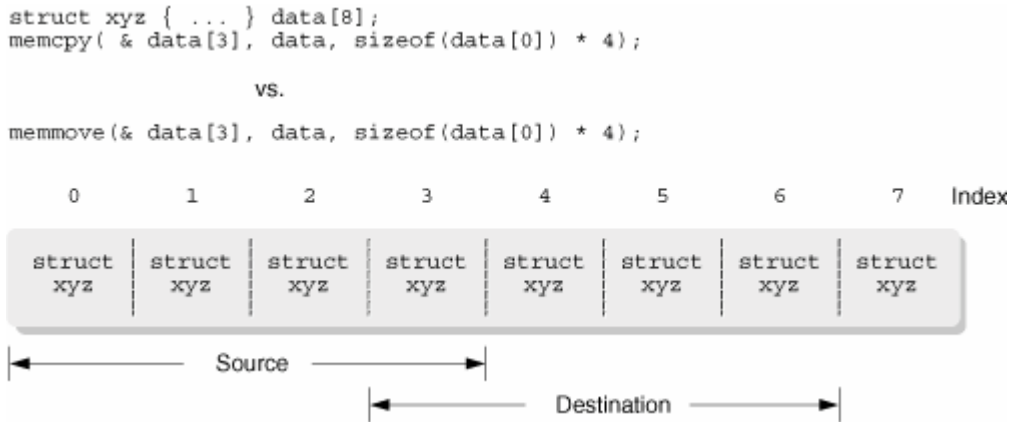 struct xyz { ... } data[8];
memcpy( & data[3], data, sizeof(data[0]) * 4);
vs.
memmove(& data[3], data, sizeof(data[0]) * 4);
0 1 2 3 4 5 6 7 Index
struct struct struct struct struct struct struct struct
xyz xyz xyz xyz xyz xyz xyz xyz
Source
Destination